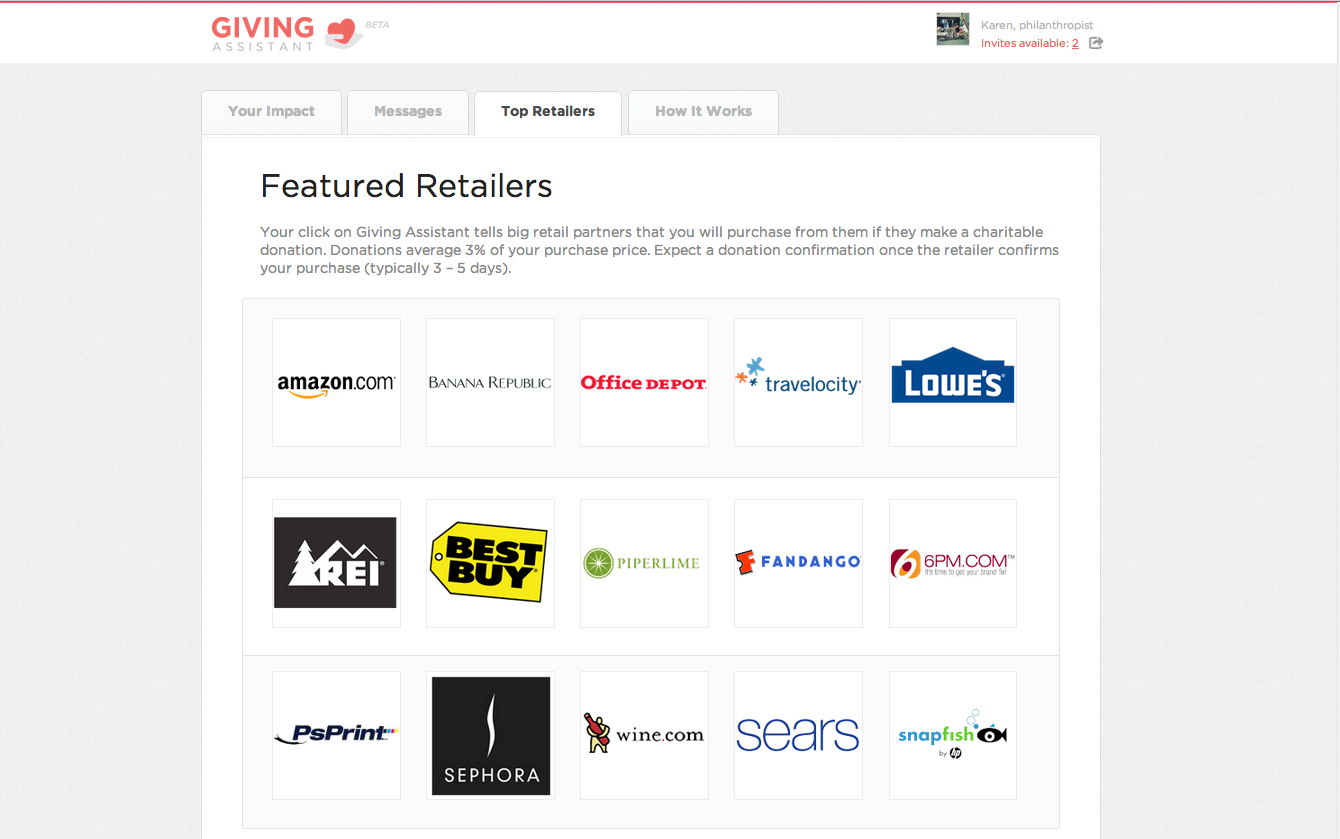 GIVING
ASSISTANT
BETA
Karen, philanthropist
Invites available: 2
Your Impact
Messages
Top Retailers
How It Works
Featured Retailers
Your click on Giving Assistant tells big retail partners that you will purchase from them if they make a charitable
donation. Donations average 3% of your purchase price. Expect a donation confirmation once the retailer confirms
your purchase (typically 3 – 5 days).
amazon.com
BANANA REPUBLIC
Office DEPOT.
travelocity
LOWE'S
REI
BEST
BUY
PIPERLIME
FANDANGO
6PM.COM™
It's time to get your brand fix!
PsPrint
SEPHORA
wine.com
sears
snapfish
by hp